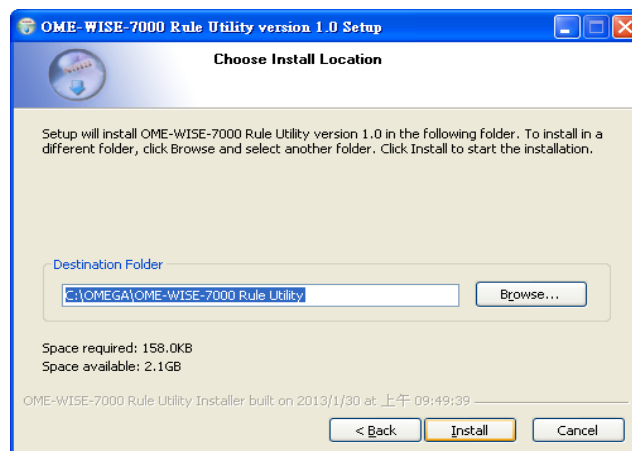 OME-WISE-7000 Rule Utility version 1.0 Setup
Choose Install Location
Setup will install OME-WISE-7000 Rule Utility version 1.0 in the following folder. To install in a
different folder, click Browse and select another folder. Click Install to start the installation.
Destination Folder
C:\OMEGA\OME-WISE-7000 Rule Utility
Browse...
Space required: 158.0KB
Space available: 2.1GB
OME-WISE-7000 Rule Utility Installer built on 2013/1/30 at 上午 09:49:39
< Back
Install
Cancel